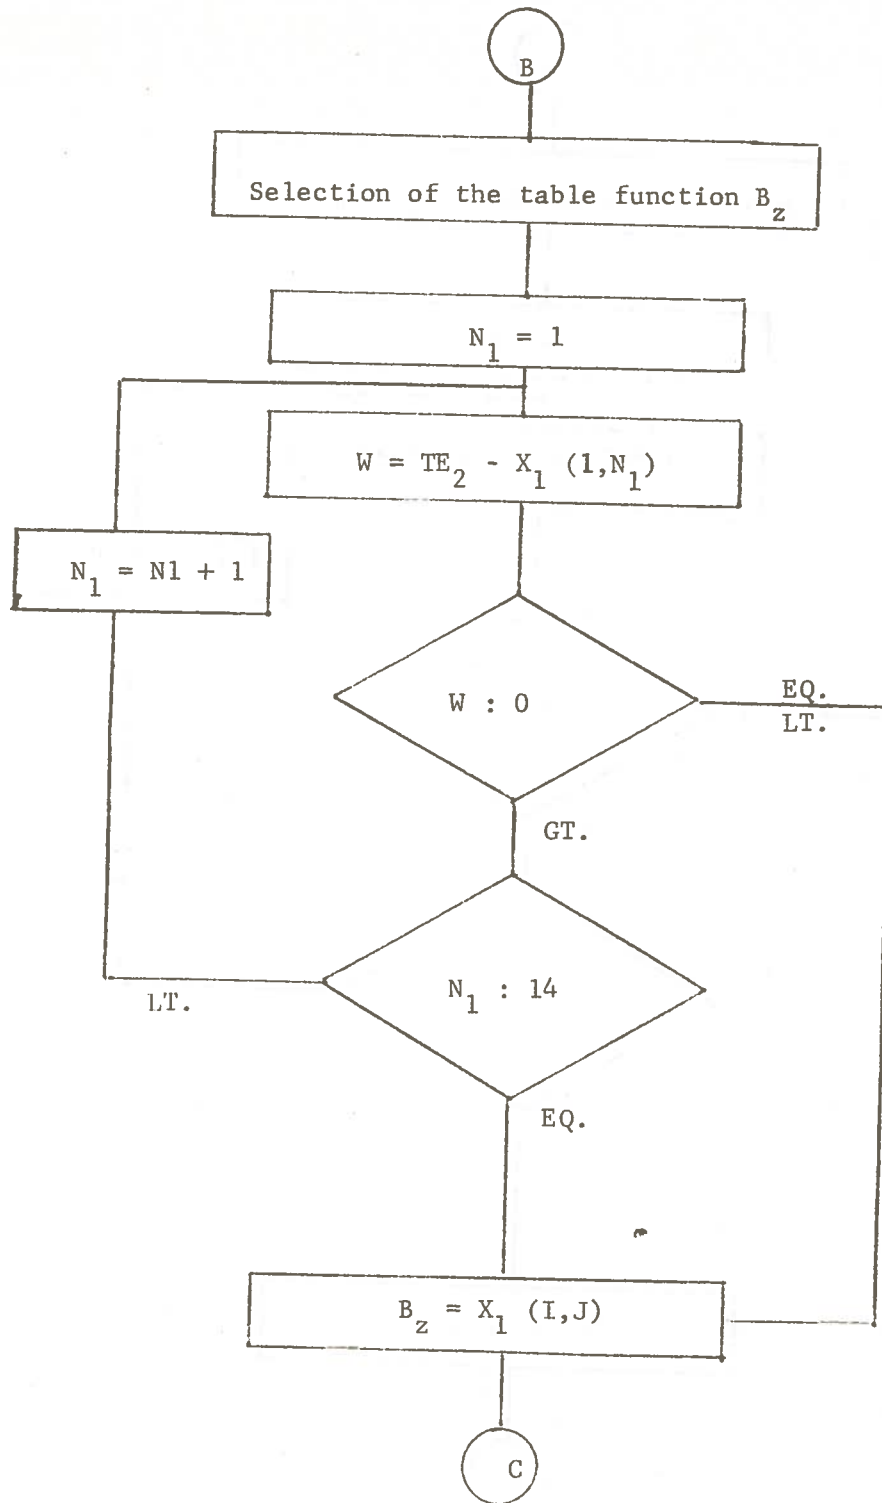 B
Selection of the table function B_z
N_1 = 1
W = TE_2 - X_1 (1,N_1)
N_1 = N1 + 1
W : 0
EQ.
LT.
GT.
N_1 : 14
LT.
EQ.
B_z = X_1 (I,J)
C